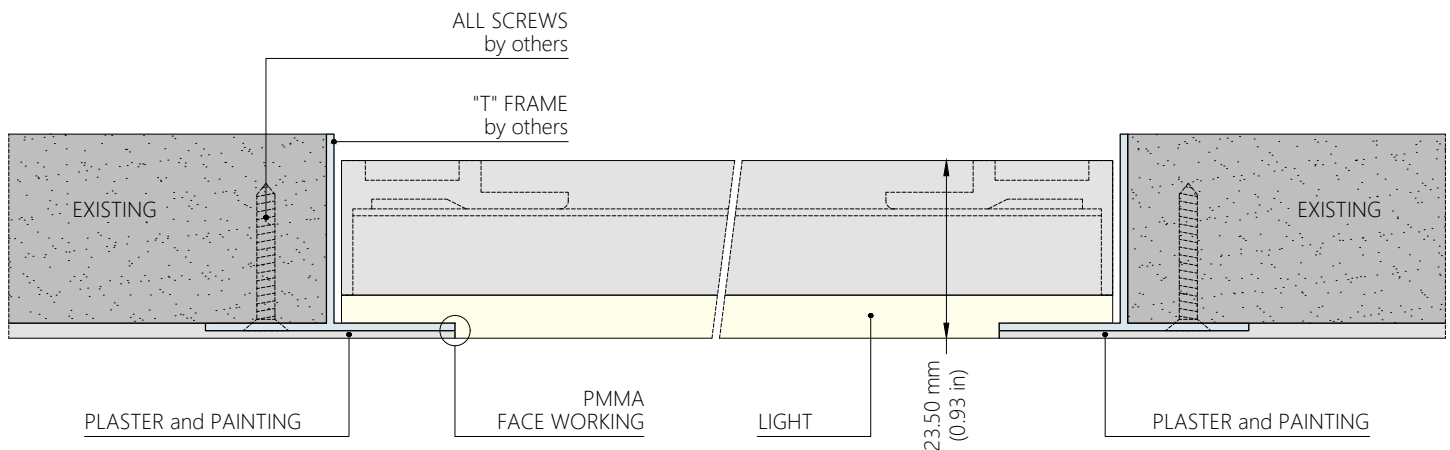 ALL SCREWS
by others
"T" FRAME
by others
EXISTING
EXISTING
PLASTER and PAINTING
PMMA
FACE WORKING
LIGHT
23.50 mm
(0.93 in)
PLASTER and PAINTING